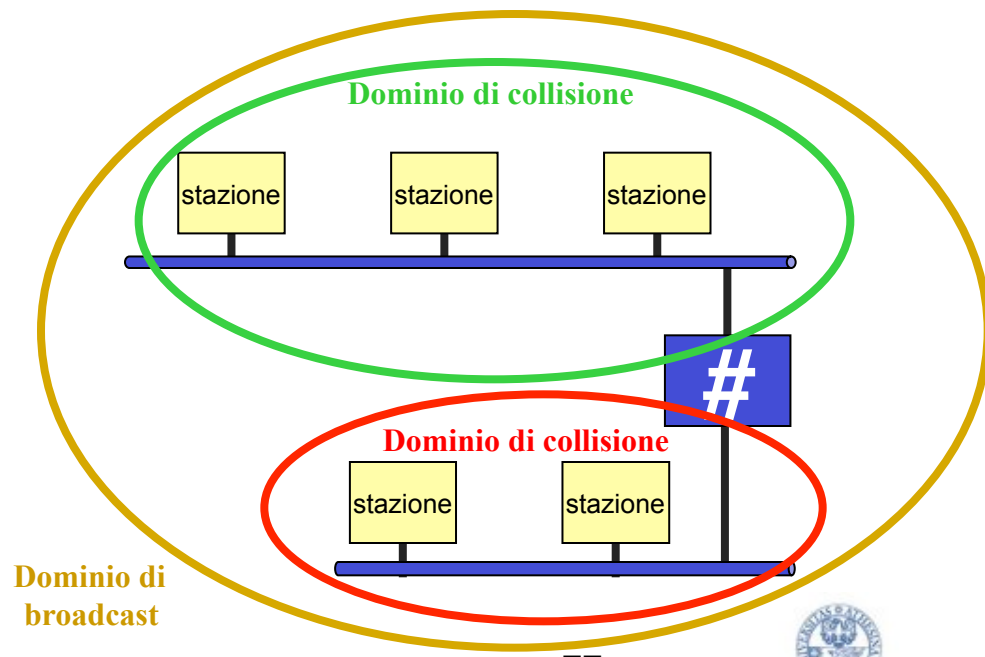 Dominio di collisione
stazione
stazione
stazione
#
Dominio di collisione
stazione
stazione
Dominio di
broadcast